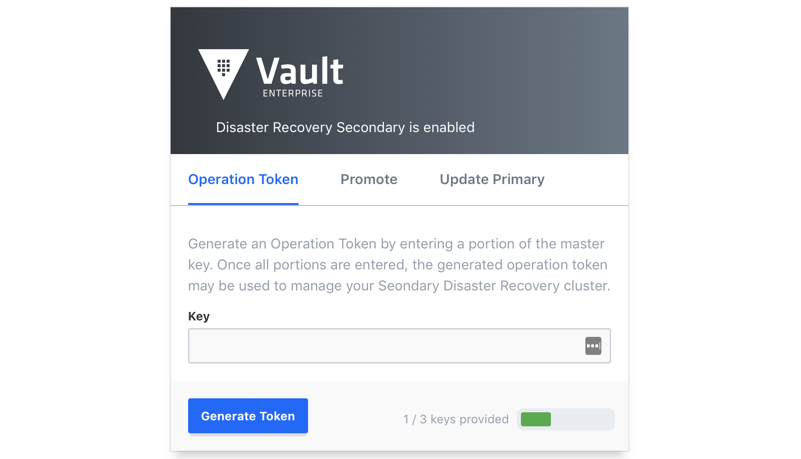 Vault
ENTERPRISE
Disaster Recovery Secondary is enabled
Operation Token Promote Update Primary
Generate an Operation Token by entering a portion of the master
key. Once all portions are entered, the generated operation token
may be used to manage your Seondary Disaster Recovery cluster.
Key
Generate Token 1 / 3 keys provided